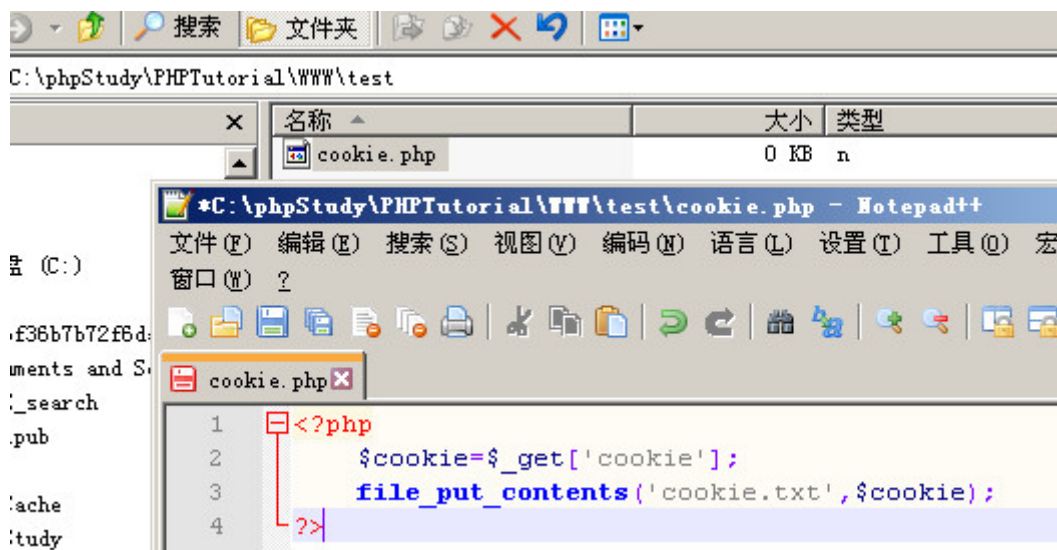 搜索 文件夹
C:\phpStudy\PHPTutorial\WWW\test
名称 大小 类型
cookie.php 0 KB n
*C:\phpStudy\PHPTutorial\WWW\test\cookie.php - Notepad++
文件(F) 编辑(E) 搜索(S) 视图(V) 编码(N) 语言(L) 设置(T) 工具(O) 宏
窗口(W) ?
盘 (C:)
f36b7b72f6d
cookie.php
ments and S
_search
pub
ache
tudy
1 <?php
2 $cookie=$_get['cookie'];
3 file_put_contents('cookie.txt',$cookie);
4 ?>